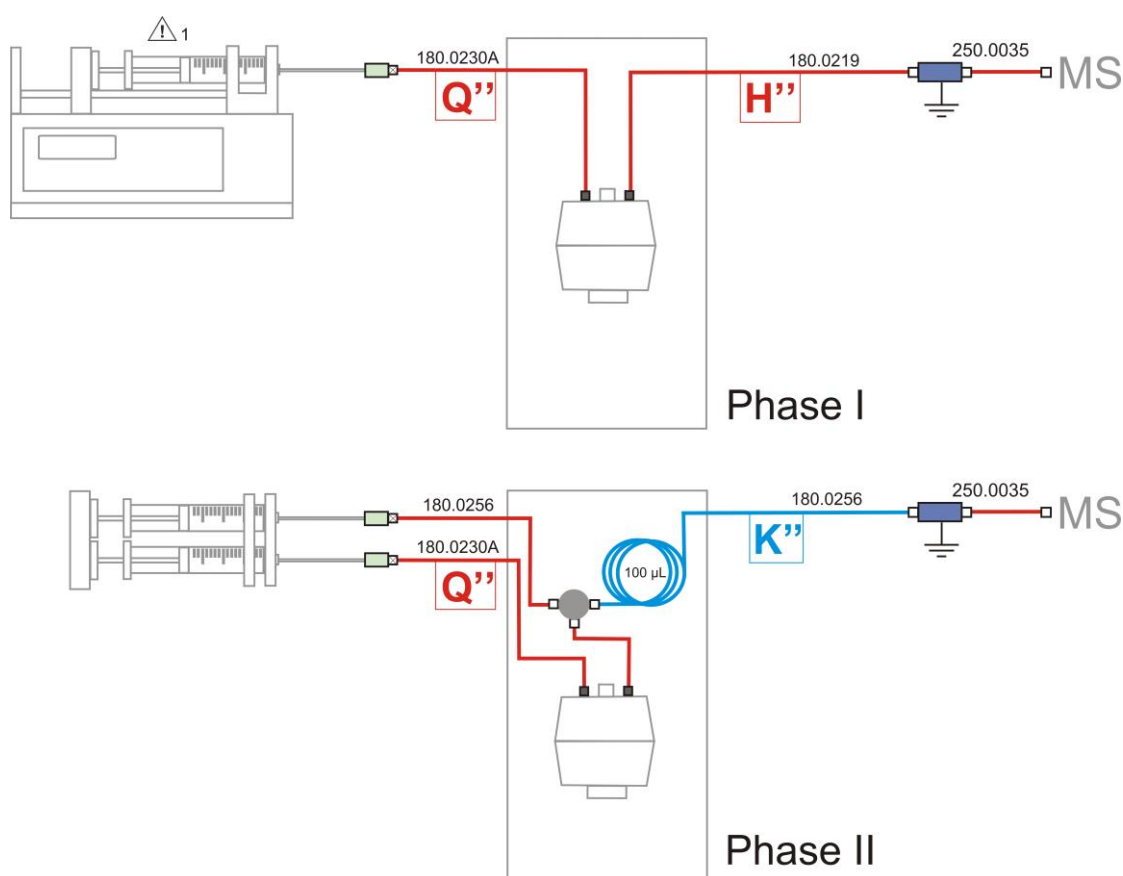 1
180.0230A
Q’’
180.0219
H’’
250.0035
MS
Phase I
180.0256
180.0230A
Q’’
100 µL
180.0256
K’’
250.0035
MS
Phase II